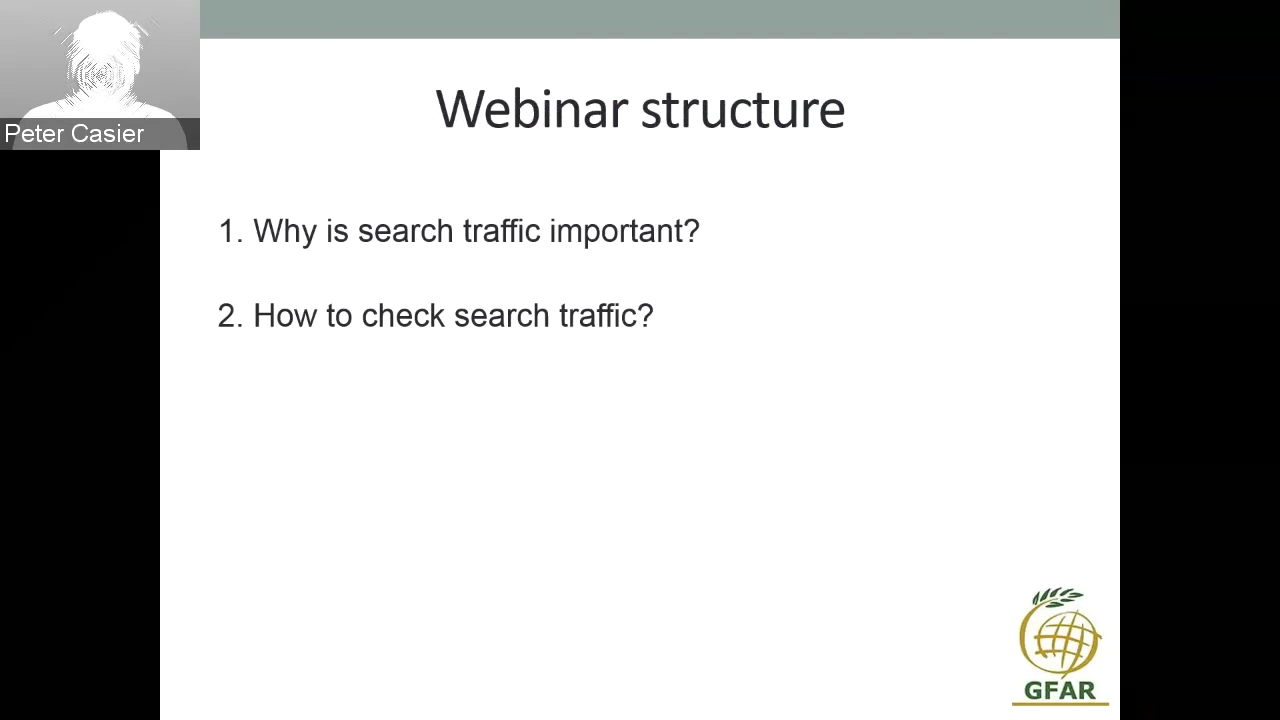 Peter Casier
Webinar structure
1. Why is search traffic important?
2. How to check search traffic?
GFAR